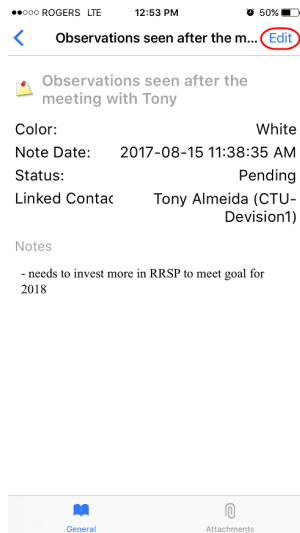 ROGERS LTE 12:53 PM 50%
Observations seen after the m... Edit
Observations seen after the
meeting with Tony
Color: White
Note Date: 2017-08-15 11:38:35 AM
Status: Pending
Linked Contac Tony Almeida (CTU-
Devision1)
Notes
- needs to invest more in RRSP to meet goal for
2018
General Attachments